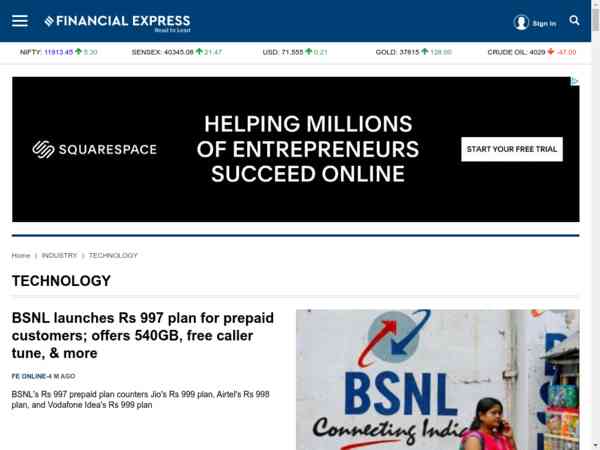 FINANCIAL EXPRESS
Read to Lead
Sign In
NIFTY: 11913.45 5.30 SENSEX: 40345.08 21.47 USD: 71.555 0.21 GOLD: 37815 128.00 CRUDE OIL: 4029 -47.00
SQUARESPACE
HELPING MILLIONS
OF ENTREPRENEURS
SUCCEED ONLINE
START YOUR FREE TRIAL
Home | INDUSTRY | TECHNOLOGY
TECHNOLOGY
BSNL launches Rs 997 plan for prepaid
customers; offers 540GB, free caller
tune, & more
FE ONLINE-4 M AGO
BSNL's Rs 997 prepaid plan counters Jio's Rs 999 plan, Airtel's Rs 998
plan, and Vodafone Idea's Rs 999 plan
BSNL
Connecting India